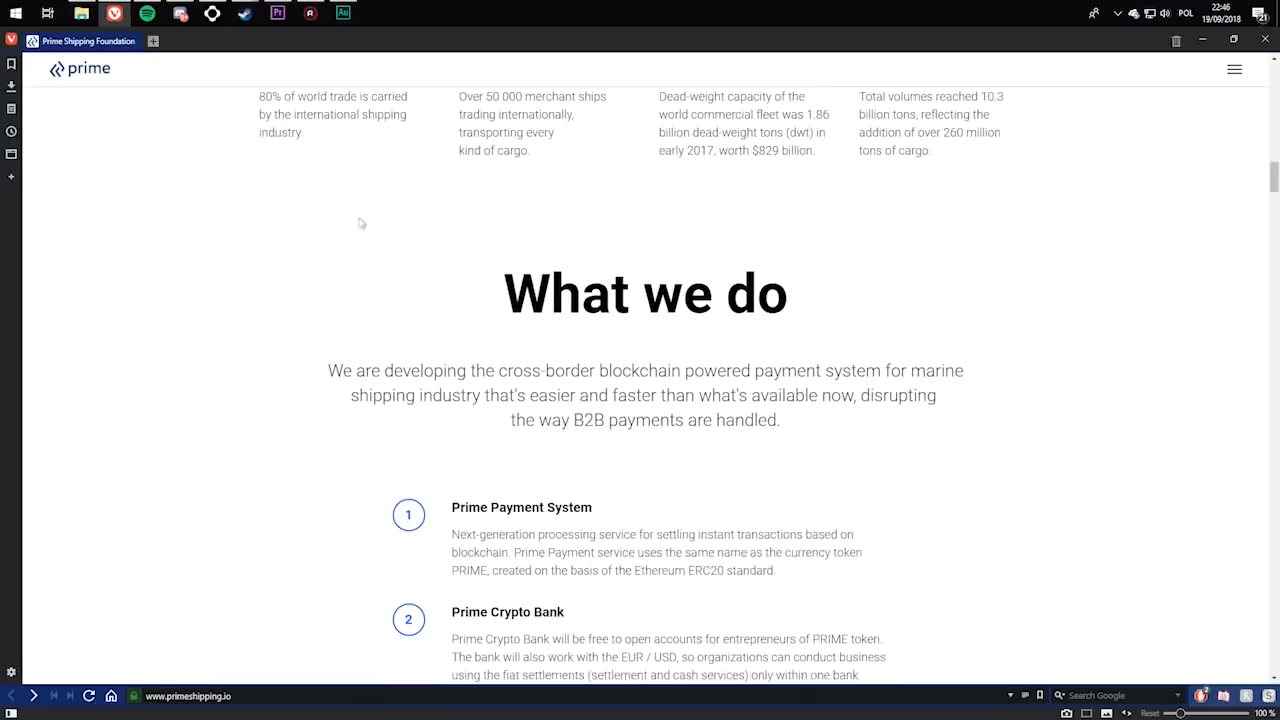 22:46
POL
19/09/2018
21
Prime Shipping Foundation
prime
80% of world trade is carried
by the international shipping
industry.
Over 50 000 merchant ships
trading internationally,
transporting every
kind of cargo.
Dead-weight capacity of the
world commercial fleet was 1.86
billion dead-weight tons (dwt) in
early 2017, worth $829 billion.
Total volumes reached 10.3
billion tons, reflecting the
addition of over 260 million
tons of cargo.
What we do
We are developing the cross-border blockchain powered payment system for marine
shipping industry that's easier and faster than what's available now, disrupting
the way B2B payments are handled.
1
Prime Payment System
Next-generation processing service for settling instant transactions based on
blockchain. Prime Payment service uses the same name as the currency token
PRIME, created on the basis of the Ethereum ERC20 standard.
2
Prime Crypto Bank
Prime Crypto Bank will be free to open accounts for entrepreneurs of PRIME token.
The bank will also work with the EUR / USD, so organizations can conduct business
using the fiat settlements (settlement and cash services) only within one bank
www.primeshipping.io
Search Google
2
Reset
100 %